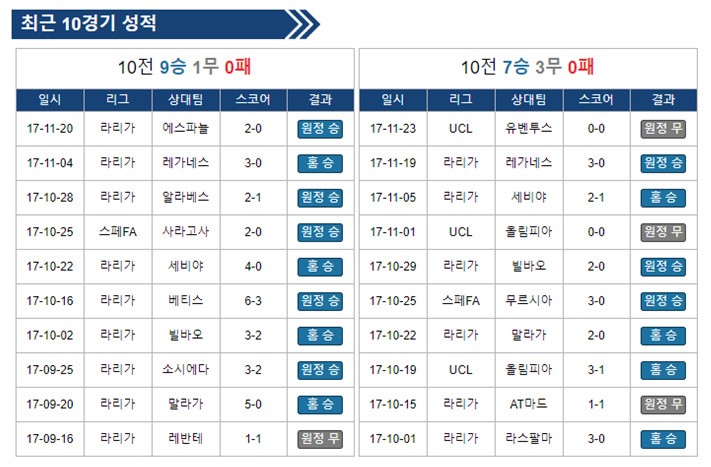 최근 10경기 성적
10전 9승 1무 0패
일시 리그 상대팀 스코어 결과
17-11-20 라리가 에스파뇰 2-0 원정 승
17-11-04 라리가 레가네스 3-0 홈 승
17-10-28 라리가 알라베스 2-1 원정 승
17-10-25 스페FA 사라고사 2-0 원정 승
17-10-22 라리가 세비야 4-0 홈 승
17-10-16 라리가 베티스 6-3 원정 승
17-10-02 라리가 빌바오 3-2 홈 승
17-09-25 라리가 소시에다 3-2 원정 승
17-09-20 라리가 말라가 5-0 홈 승
17-09-16 라리가 레반테 1-1 원정 무
10전 7승 3무 0패
일시 리그 상대팀 스코어 결과
17-11-23 UCL 유벤투스 0-0 원정 무
17-11-19 라리가 레가네스 3-0 원정 승
17-11-05 라리가 세비야 2-1 홈 승
17-11-01 UCL 올림피아 0-0 원정 무
17-10-29 라리가 빌바오 2-0 원정 승
17-10-25 스페FA 무르시아 3-0 원정 승
17-10-22 라리가 말라가 2-0 홈 승
17-10-19 UCL 올림피아 3-1 홈 승
17-10-15 라리가 AT마드 1-1 원정 무
17-10-01 라리가 라스팔마 3-0 홈 승